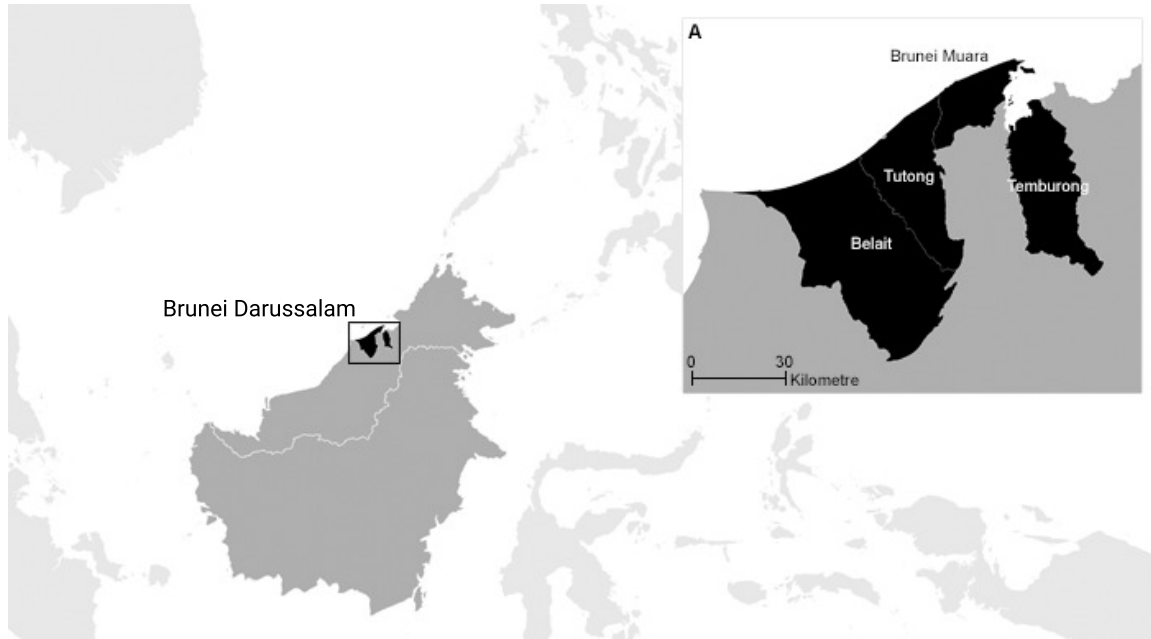 A
Brunei Muara
Tutong
Temburong
Belait
Brunei Darussalam
0 30
Kilometre